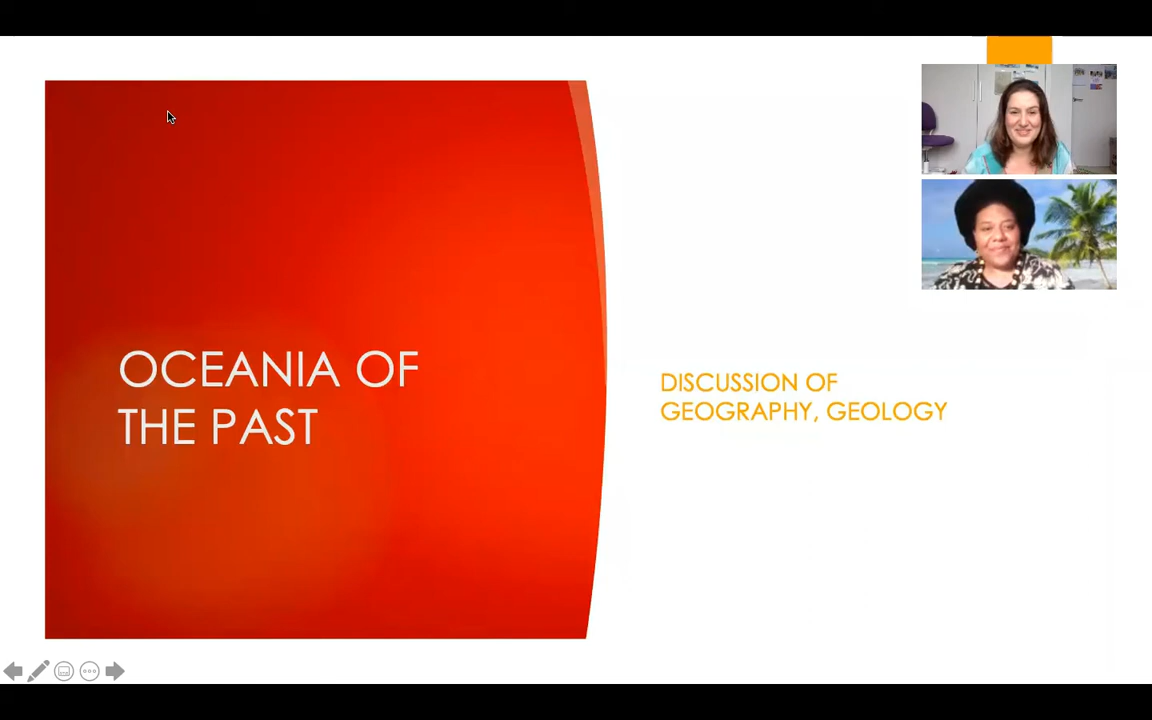 OCEANIA OF
THE PAST
DISCUSSION OF
GEOGRAPHY, GEOLOGY